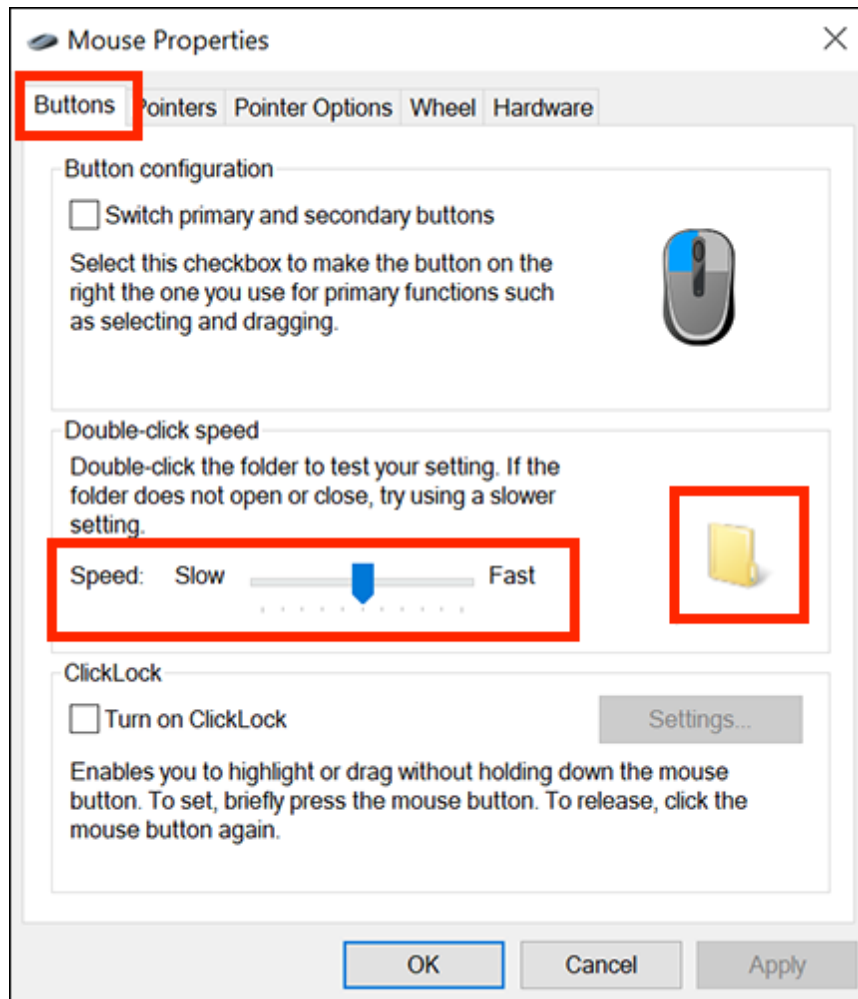 Mouse Properties
Buttons Pointers Pointer Options Wheel Hardware
Button configuration
Switch primary and secondary buttons
Select this checkbox to make the button on the
right the one you use for primary functions such
as selecting and dragging.
Double-click speed
Double-click the folder to test your setting. If the
folder does not open or close, try using a slower
setting.
Speed: Slow Fast
ClickLock
Turn on ClickLock Settings...
Enables you to highlight or drag without holding down the mouse
button. To set, briefly press the mouse button. To release, click the
mouse button again.
OK Cancel Apply